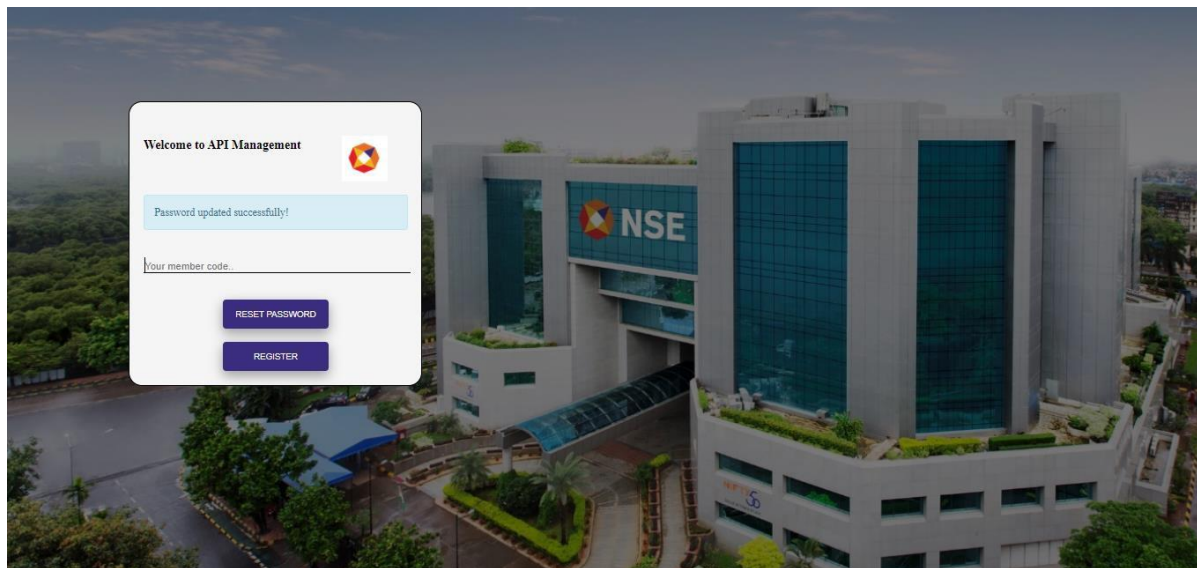 Welcome to API Management
Password updated successfully!
Your member code..
RESET PASSWORD
REGISTER
NSE